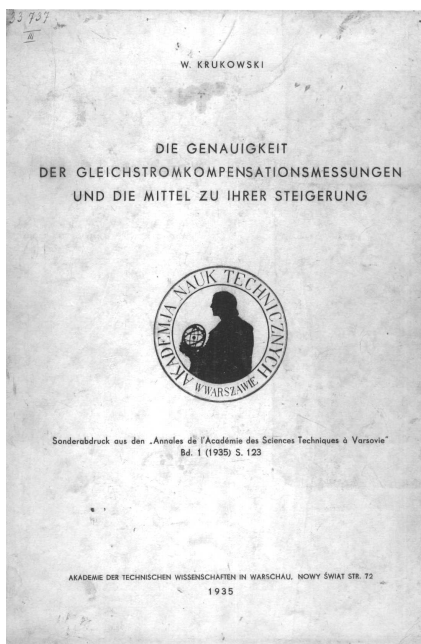 33.737
III
W. KRUKOWSKI
DIE GENAUIGKEIT
DER GLEICHSTROMKOMPENSATIONSMESSUNGEN
UND DIE MITTEL ZU IHRER STEIGERUNG
AKADEMJA NAUK TECHNICZNYCH
W WARSZAWIE
Sonderabdruck aus den „Annales de l'Académie des Sciences Techniques à Varsovie"
Bd. 1 (1935) S. 123
AKADEMIE DER TECHNISCHEN WISSENSCHAFTEN IN WARSCHAU, NOWY ŚWIAT STR. 72
1935